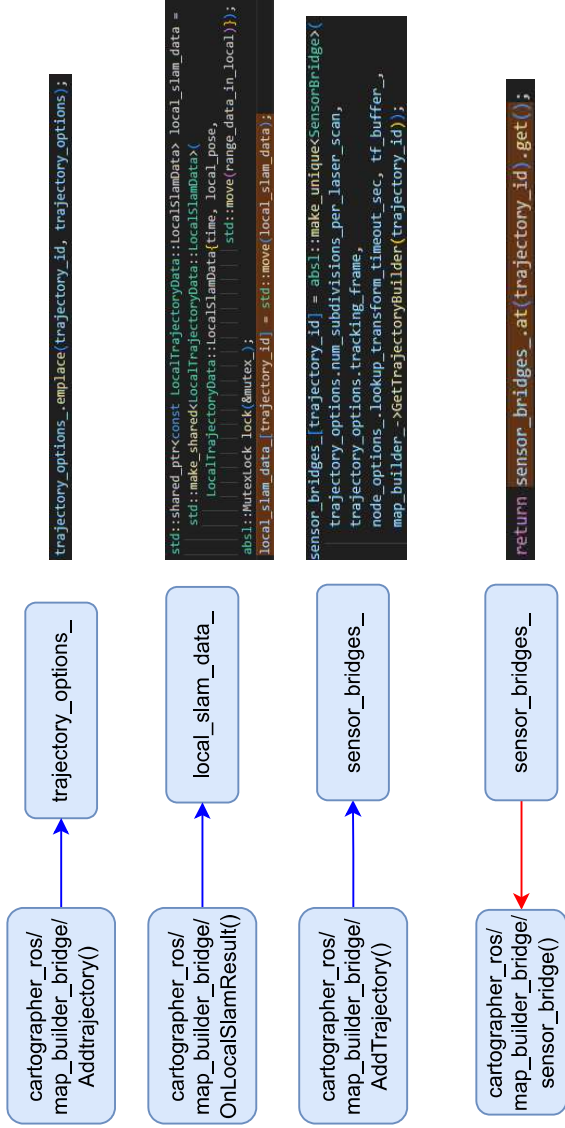 cartographer_ros/
map_builder_bridge/
Addtrajectory()
trajectory_options_
trajectory_options_.emplace(trajectory_id, trajectory_options);
cartographer_ros/
map_builder_bridge/
OnLocalSlamResult()
local_slam_data_
std::shared_ptr<const LocalTrajectoryData::LocalSlamData> local_slam_data =
std::make_shared<LocalTrajectoryData::LocalSlamData>(
LocalTrajectoryData::LocalSlamData{time, local_pose,
std::move(range_data_in_local)});
absl::MutexLock lock(&mutex_);
local_slam_data_[trajectory_id] = std::move(local_slam_data);
cartographer_ros/
map_builder_bridge/
AddTrajectory()
sensor_bridges_
sensor_bridges_[trajectory_id] = absl::make_unique<SensorBridge>(
trajectory_options.num_subdivisions_per_laser_scan,
trajectory_options.tracking_frame,
node_options_.lookup_transform_timeout_sec, tf_buffer_,
map_builder_->GetTrajectoryBuilder(trajectory_id));
cartographer_ros/
map_builder_bridge/
sensor_bridge()
sensor_bridges_
return sensor_bridges_.at(trajectory_id).get();